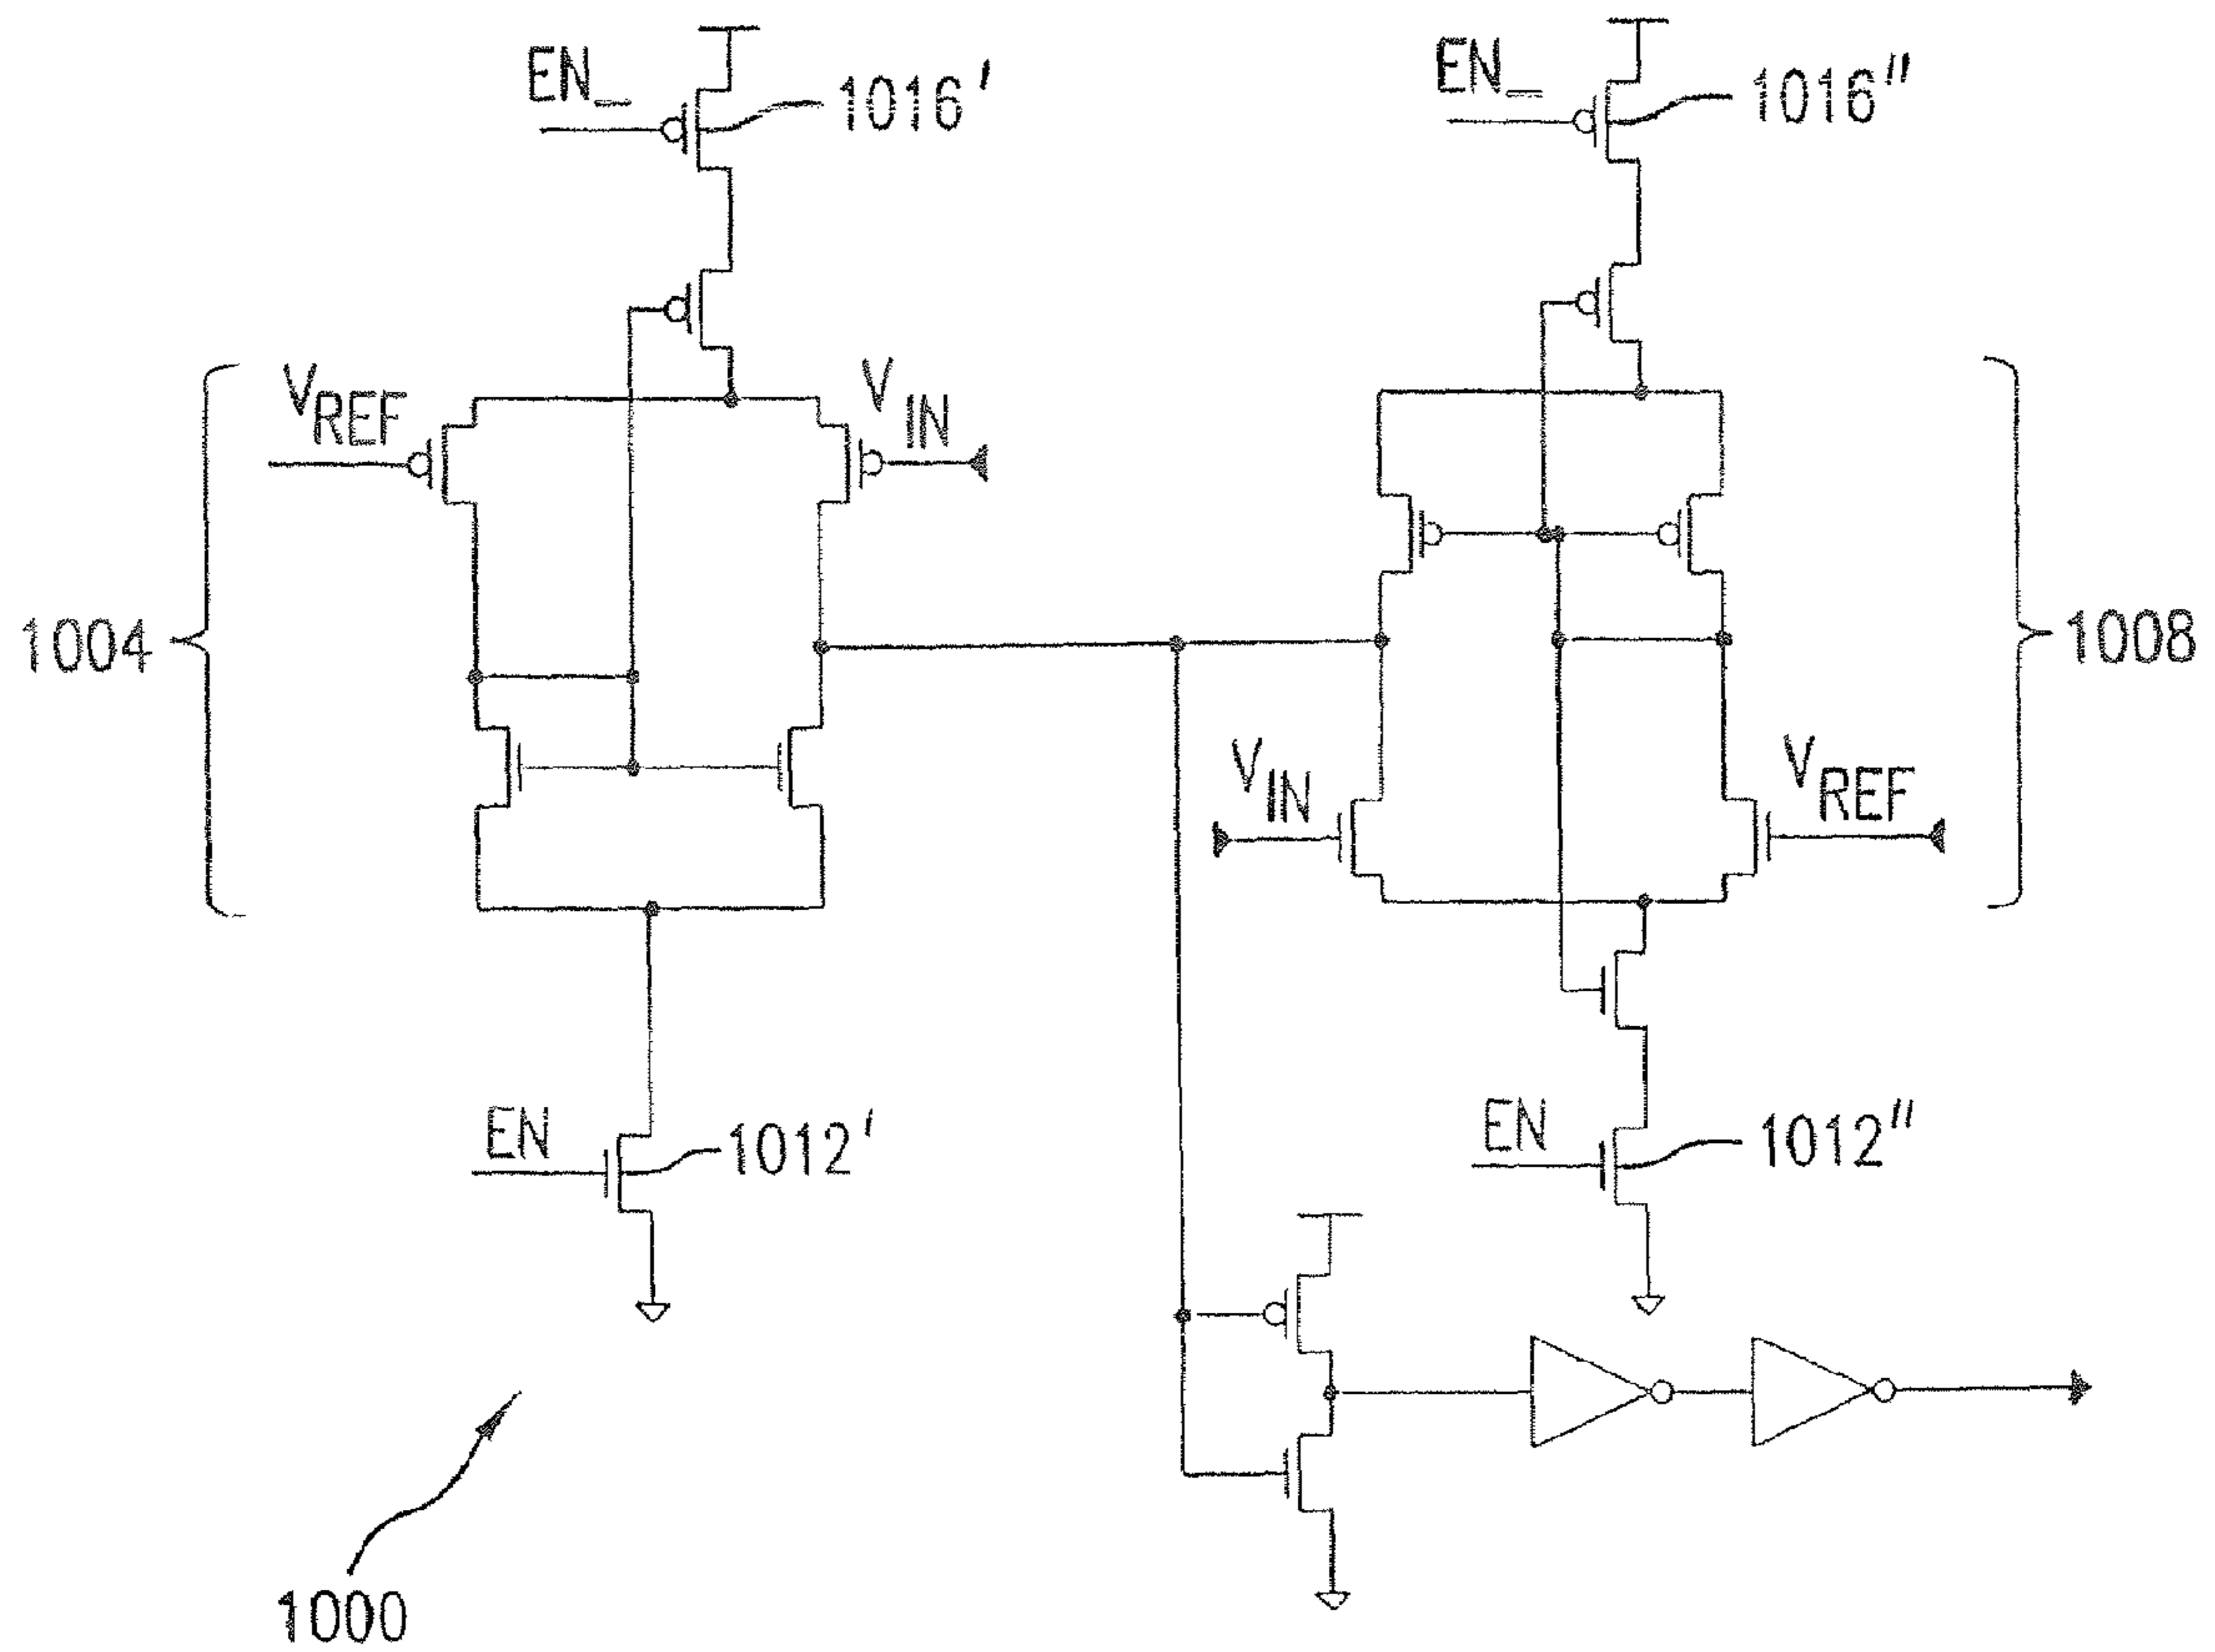 EN_
1016'
EN_
1016"
VREF
VIN
1004
1008
VIN
VREF
EN
1012'
EN
1012"
1000